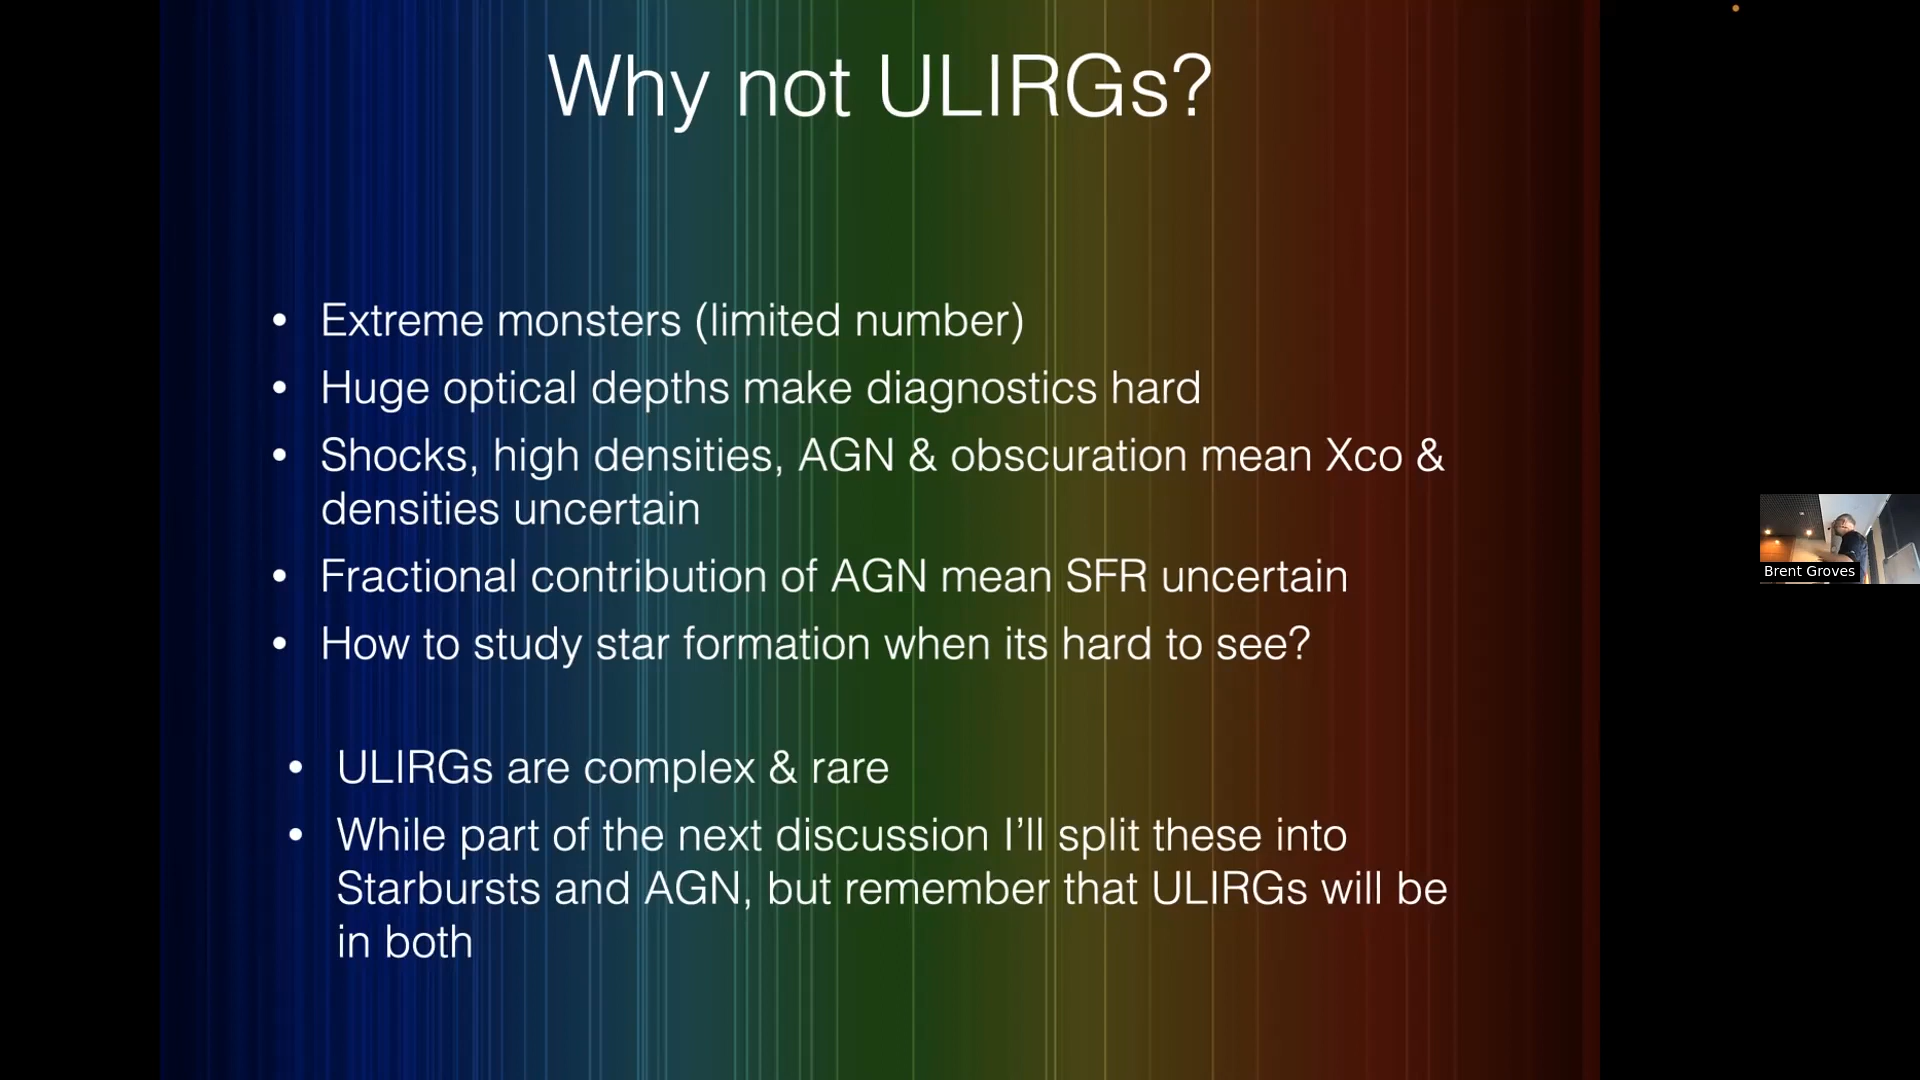 Why not ULIRGs?
• Extreme monsters (limited number)
• Huge optical depths make diagnostics hard
• Shocks, high densities, AGN & obscuration mean Xco &
densities uncertain
• Fractional contribution of AGN mean SFR uncertain
• How to study star formation when its hard to see?
• ULIRGs are complex & rare
• While part of the next discussion I’ll split these into
Starbursts and AGN, but remember that ULIRGs will be
in both
Brent Groves